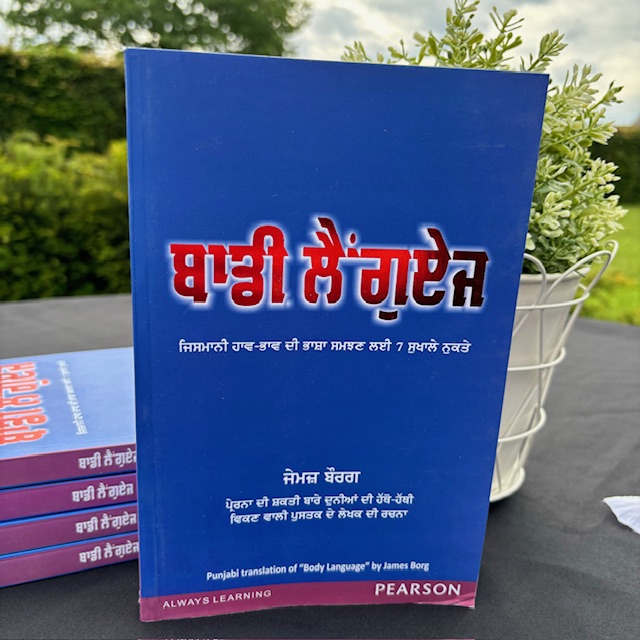 ਬਾਡੀ ਲੈਂਗੁਏਜ
ਜਿਸਮਾਨੀ ਹਾਵ-ਭਾਵ ਦੀ ਭਾਸ਼ਾ ਸਮਝਣ ਲਈ 7 ਸੁਖਾਲੇ ਨੁਕਤੇ
ਜੇਮਜ਼ ਬੌਰਗ
ਪ੍ਰੇਰਨਾ ਦੀ ਸ਼ਕਤੀ ਬਾਰੇ ਦੁਨੀਆਂ ਦੀ ਹੱਥੋ-ਹੱਥੀ
ਵਿਕਣ ਵਾਲੀ ਪੁਸਤਕ ਦੇ ਲੇਖਕ ਦੀ ਰਚਨਾ
Punjabi translation of "Body Language" by James Borg
ALWAYS LEARNING PEARSON
ਬਾਡੀ ਲੈਂਗੁਏਜ
ਬਾਡੀ ਲੈਂਗੁਏਜ
ਬਾਡੀ ਲੈਂਗੁਏਜ
ਬਾਡੀ ਲੈਂਗੁਏਜ
ਬਾਡੀ ਲੈਂਗੁਏਜ